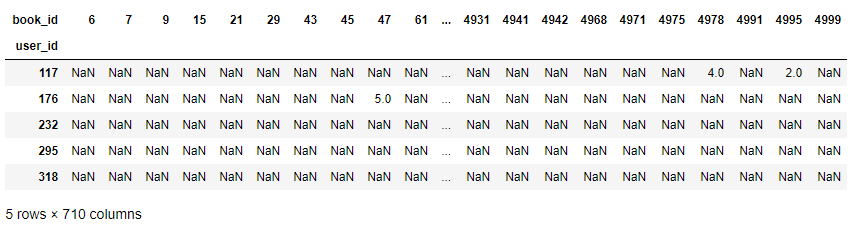 book_id 6 7 9 15 21 29 43 45 47 61 ... 4931 4941 4942 4968 4971 4975 4978 4991 4995 4999
user_id
117 NaN NaN NaN NaN NaN NaN NaN NaN NaN NaN ... NaN NaN NaN NaN NaN NaN 4.0 NaN 2.0 NaN
176 NaN NaN NaN NaN NaN NaN NaN NaN 5.0 NaN ... NaN NaN NaN NaN NaN NaN NaN NaN NaN NaN
232 NaN NaN NaN NaN NaN NaN NaN NaN NaN NaN ... NaN NaN NaN NaN NaN NaN NaN NaN NaN NaN
295 NaN NaN NaN NaN NaN NaN NaN NaN NaN NaN ... NaN NaN NaN NaN NaN NaN NaN NaN NaN NaN
318 NaN NaN NaN NaN NaN NaN NaN NaN NaN NaN ... NaN NaN NaN NaN NaN NaN NaN NaN NaN NaN
5 rows × 710 columns